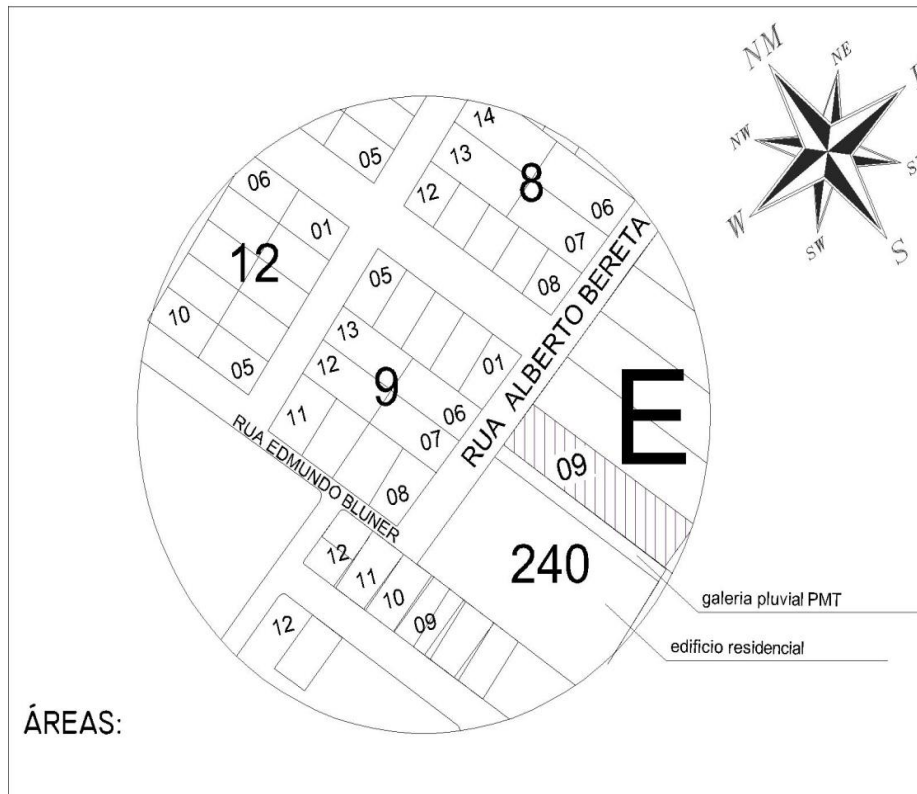 NM
NE
E
NW
SE
W
SW
S
14
13
12
8
06
07
08
05
06
01
12
10
05
05
13
12
11
9
01
06
07
08
RUA ALBERTO BERETA
RUA EDMUNDO BLUNER
E
09
240
12
11
10
09
12
galeria pluvial PMT
edificio residencial
ÁREAS: